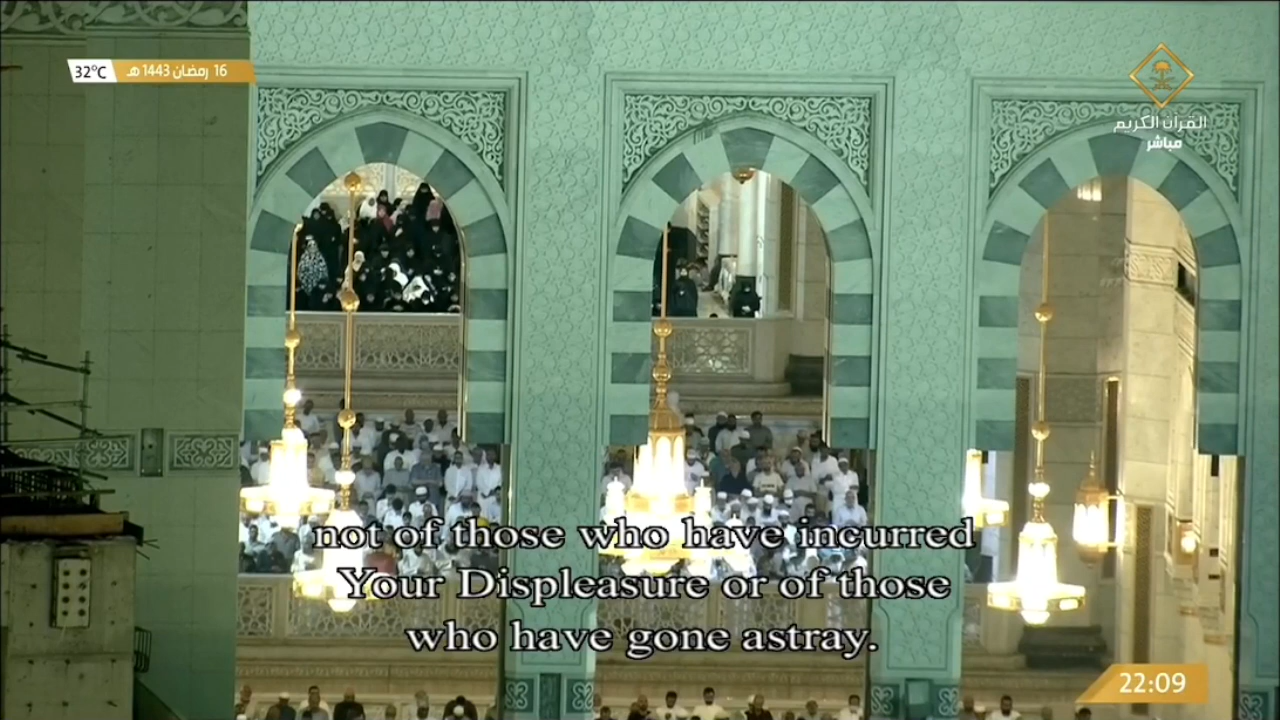 32°C
16 رمضان 1443 هـ
القرآن الكريم
مباشر
not of those who have incurred
Your Displeasure or of those
who have gone astray.
22:09